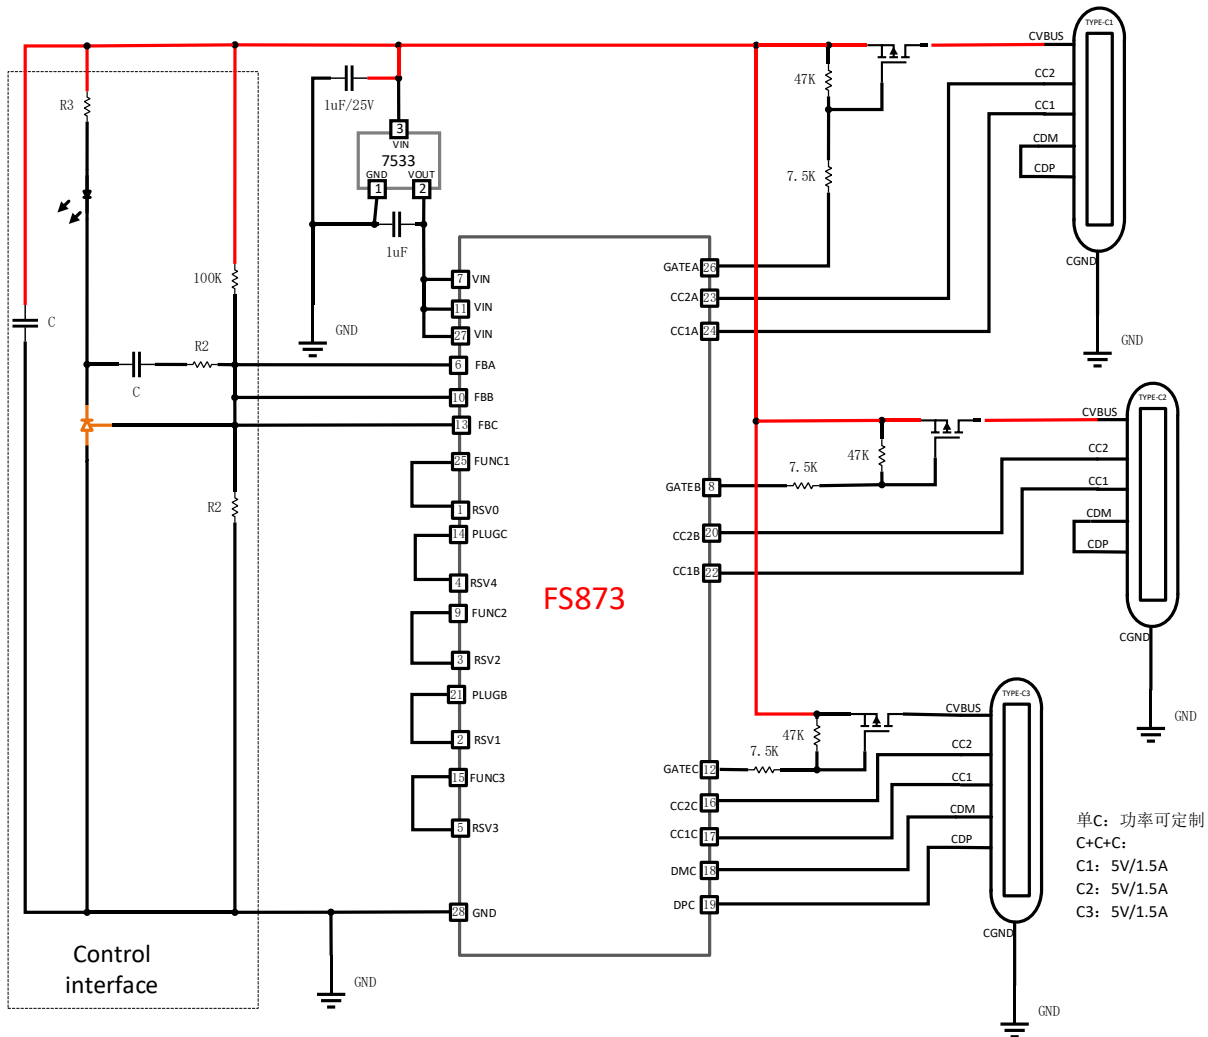 TYPE-C1
CVBUS
47K
CC2
CC1
CDM
CDP
7.5K
CGND
GND
R3
1uF/25V
3
VIN
7533
GND
VOUT
1
2
1uF
GND
100K
C
R2
C
R2
7
VIN
11
VIN
27
VIN
6
FBA
10
FBB
13
FBC
25
FUNC1
1
RSV0
14
PLUGC
4
RSV4
9
FUNC2
3
RSV2
21
PLUGB
2
RSV1
15
FUNC3
5
RSV3
28
GND
GND
Control
interface
FS873
GATEA
26
CC2A
23
CC1A
24
GATEB
8
CC2B
20
CC1B
22
GATEC
12
CC2C
16
CC1C
17
DMC
18
DPC
19
TYPE-C2
CVBUS
47K
7.5K
CC2
CC1
CDM
CDP
CGND
GND
TYPE-C3
CVBUS
47K
7.5K
CC2
CC1
CDM
CDP
CGND
GND
单C：功率可定制
C+C+C：
C1：5V/1.5A
C2：5V/1.5A
C3：5V/1.5A